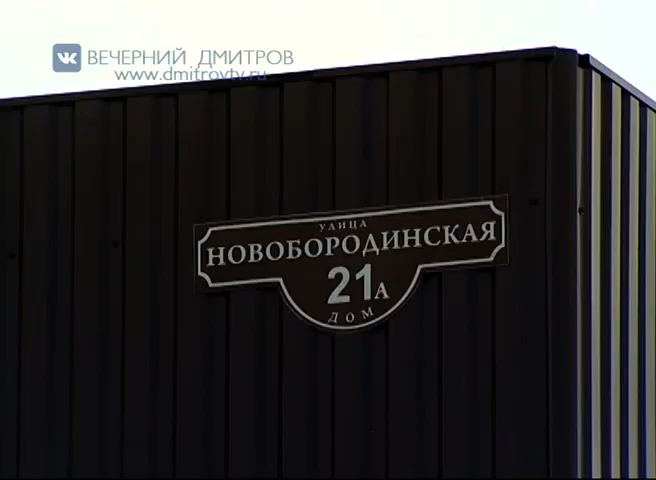 ВЕЧЕРНИЙ ДМИТРОВ
www.dmitrovtv.ru
УЛИЦА
НОВОБОРОДИНСКАЯ
21А
ДОМ